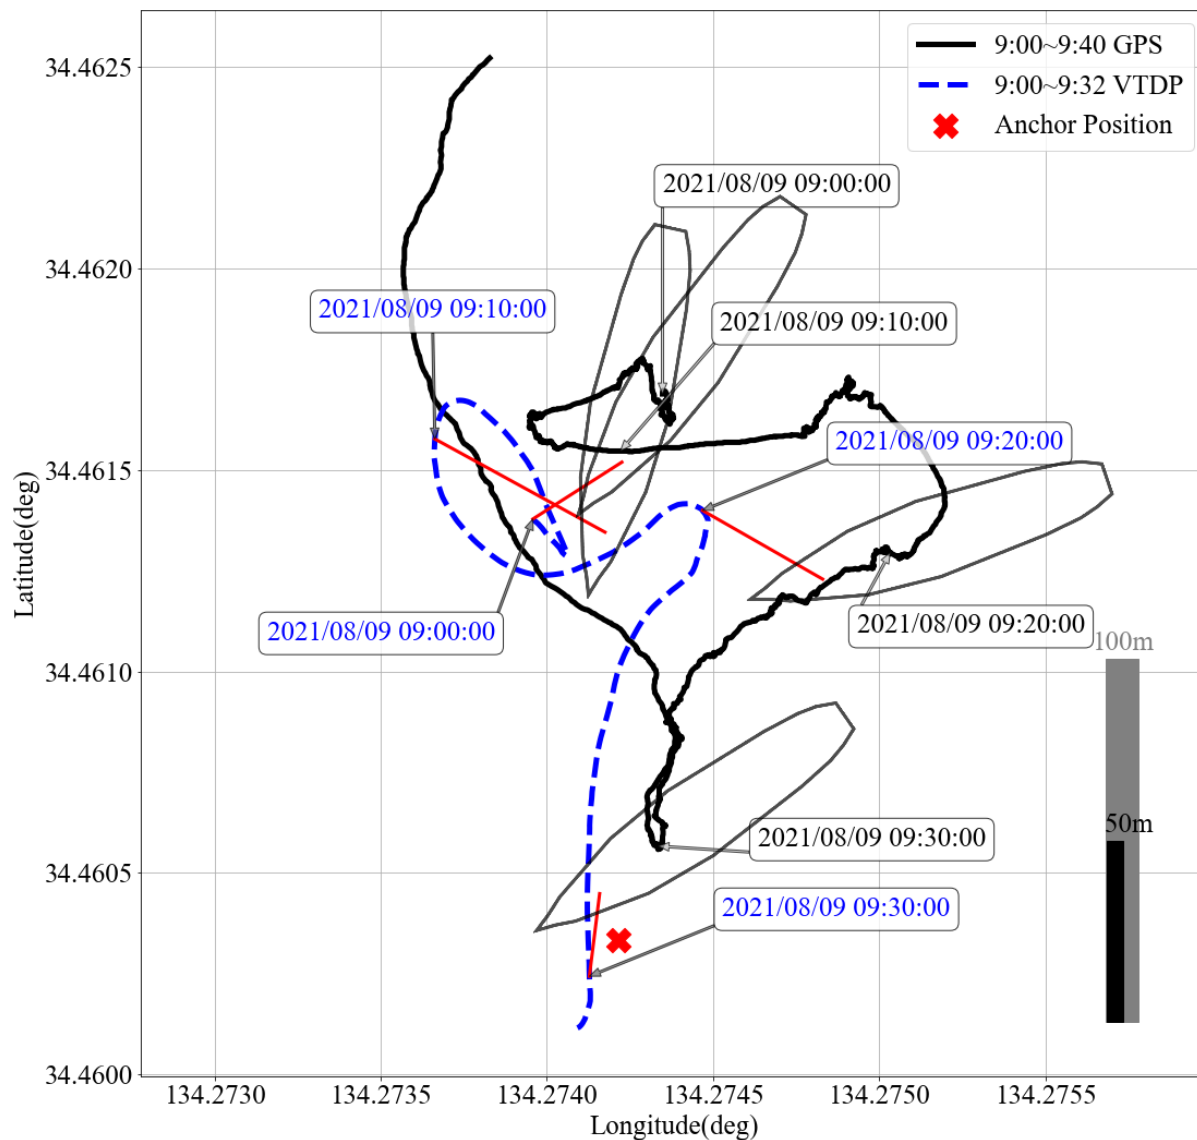 9:00~9:40 GPS
9:00~9:32 VTDP
Anchor Position
34.4625
34.4620
34.4615
34.4610
34.4605
34.4600
Latitude(deg)
2021/08/09 09:00:00
2021/08/09 09:10:00
2021/08/09 09:10:00
2021/08/09 09:20:00
2021/08/09 09:00:00
2021/08/09 09:20:00
100m
50m
2021/08/09 09:30:00
2021/08/09 09:30:00
134.2730
134.2735
134.2740
134.2745
134.2750
134.2755
Longitude(deg)